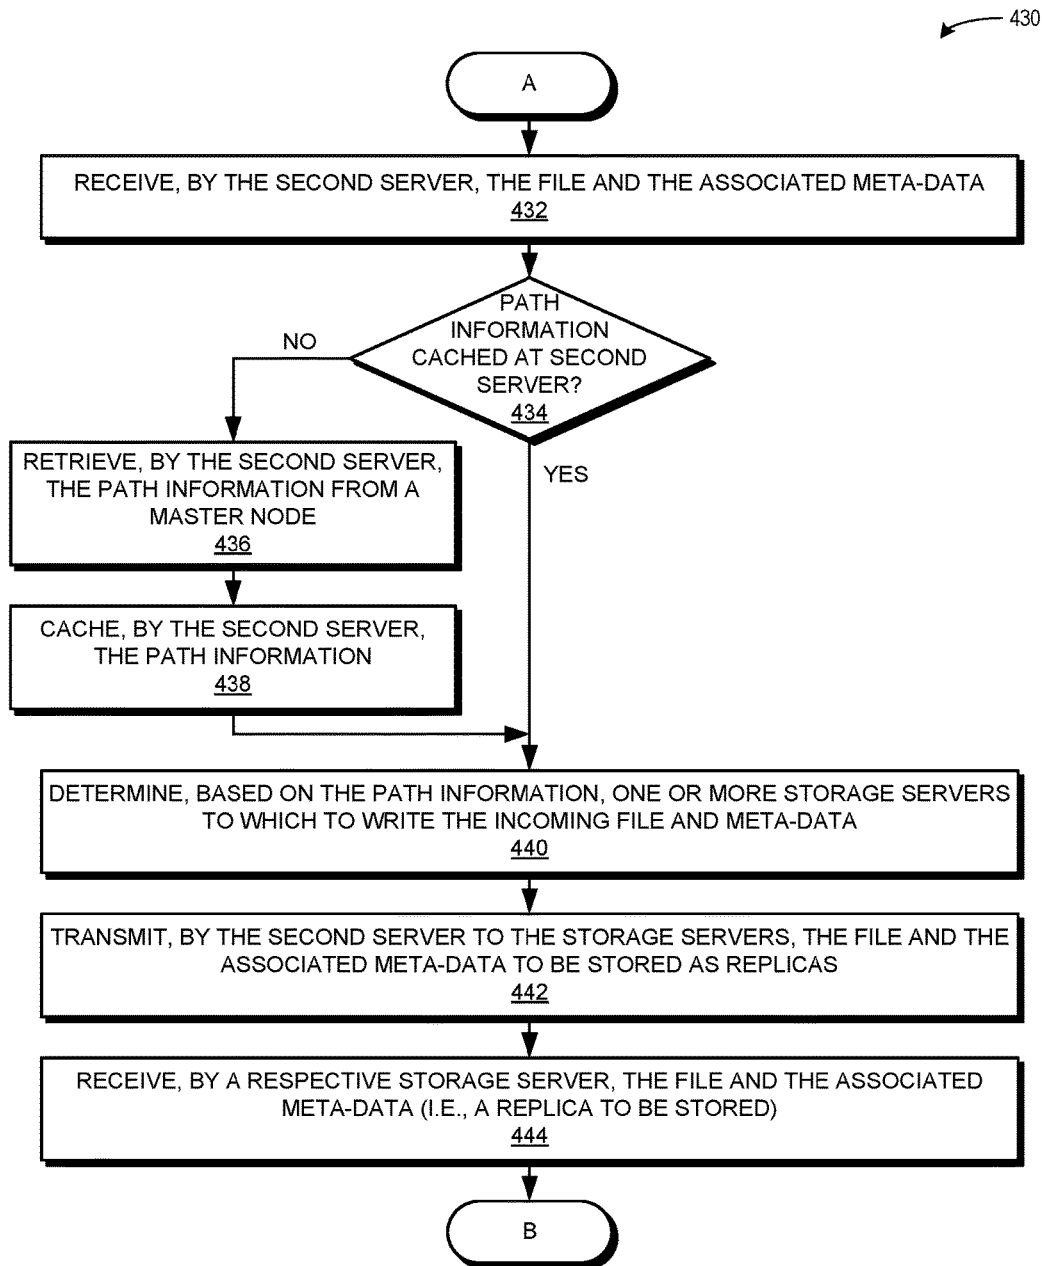 430
A
RECEIVE, BY THE SECOND SERVER, THE FILE AND THE ASSOCIATED META-DATA
432
PATH
INFORMATION
CACHED AT SECOND
SERVER?
434
NO
YES
RETRIEVE, BY THE SECOND SERVER,
THE PATH INFORMATION FROM A
MASTER NODE
436
CACHE, BY THE SECOND SERVER,
THE PATH INFORMATION
438
DETERMINE, BASED ON THE PATH INFORMATION, ONE OR MORE STORAGE SERVERS
TO WHICH TO WRITE THE INCOMING FILE AND META-DATA
440
TRANSMIT, BY THE SECOND SERVER TO THE STORAGE SERVERS, THE FILE AND THE
ASSOCIATED META-DATA TO BE STORED AS REPLICAS
442
RECEIVE, BY A RESPECTIVE STORAGE SERVER, THE FILE AND THE ASSOCIATED
META-DATA (I.E., A REPLICA TO BE STORED)
444
B